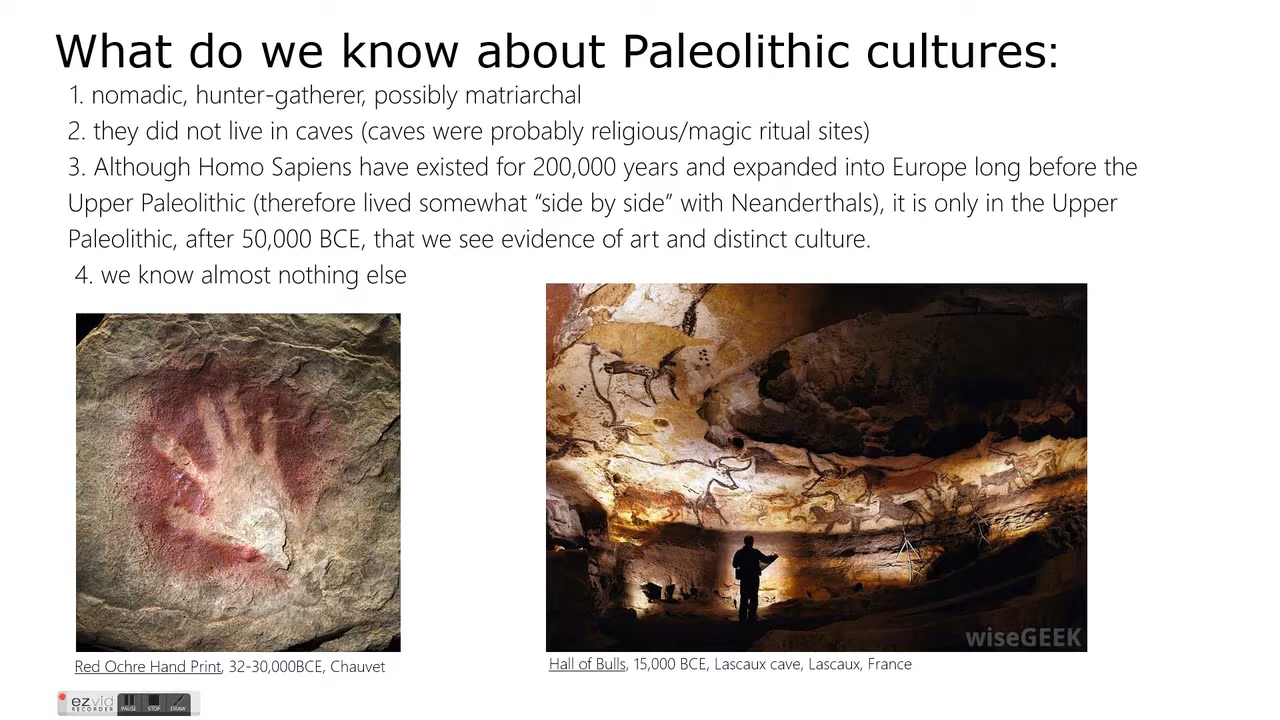 What do we know about Paleolithic cultures:
1. nomadic, hunter-gatherer, possibly matriarchal
2. they did not live in caves (caves were probably religious/magic ritual sites)
3. Although Homo Sapiens have existed for 200,000 years and expanded into Europe long before the
Upper Paleolithic (therefore lived somewhat “side by side” with Neanderthals), it is only in the Upper
Paleolithic, after 50,000 BCE, that we see evidence of art and distinct culture.
4. we know almost nothing else
wiseGEEK
Red Ochre Hand Print, 32-30,000BCE, Chauvet
Hall of Bulls, 15,000 BCE, Lascaux cave, Lascaux, France
ezvid
RECORDER
PAUSE STOP DRAW